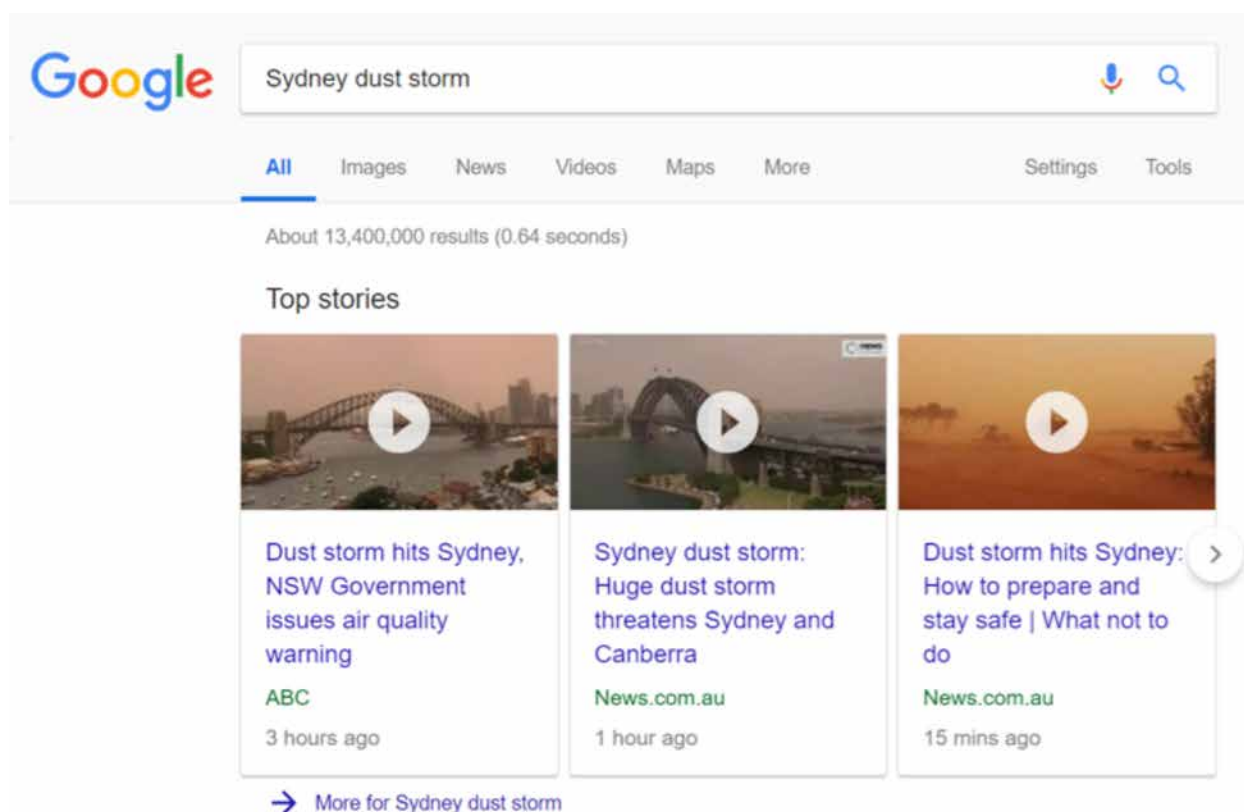 Google
Sydney dust storm
All Images News Videos Maps More Settings Tools
About 13,400,000 results (0.64 seconds)
Top stories
news
Dust storm hits Sydney,
NSW Government
issues air quality
warning
ABC
3 hours ago
Sydney dust storm:
Huge dust storm
threatens Sydney and
Canberra
News.com.au
1 hour ago
Dust storm hits Sydney:
How to prepare and
stay safe | What not to
do
News.com.au
15 mins ago
More for Sydney dust storm